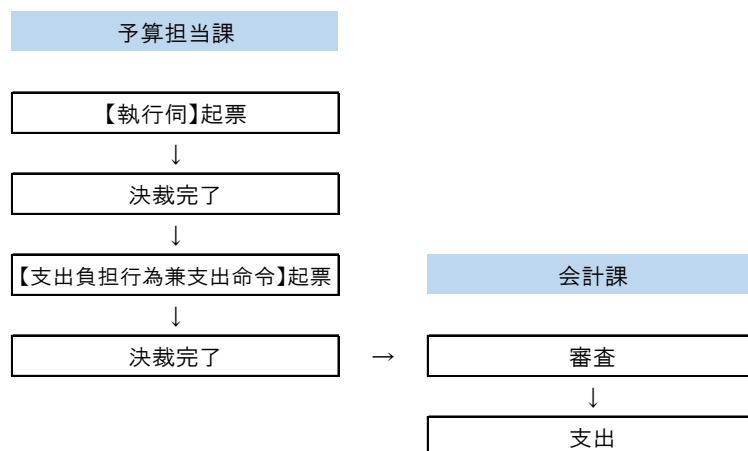 予算担当課
【執行伺】起票
↓
決裁完了
↓
【支出負担行為兼支出命令】起票
↓
決裁完了
→
会計課
審査
↓
支出